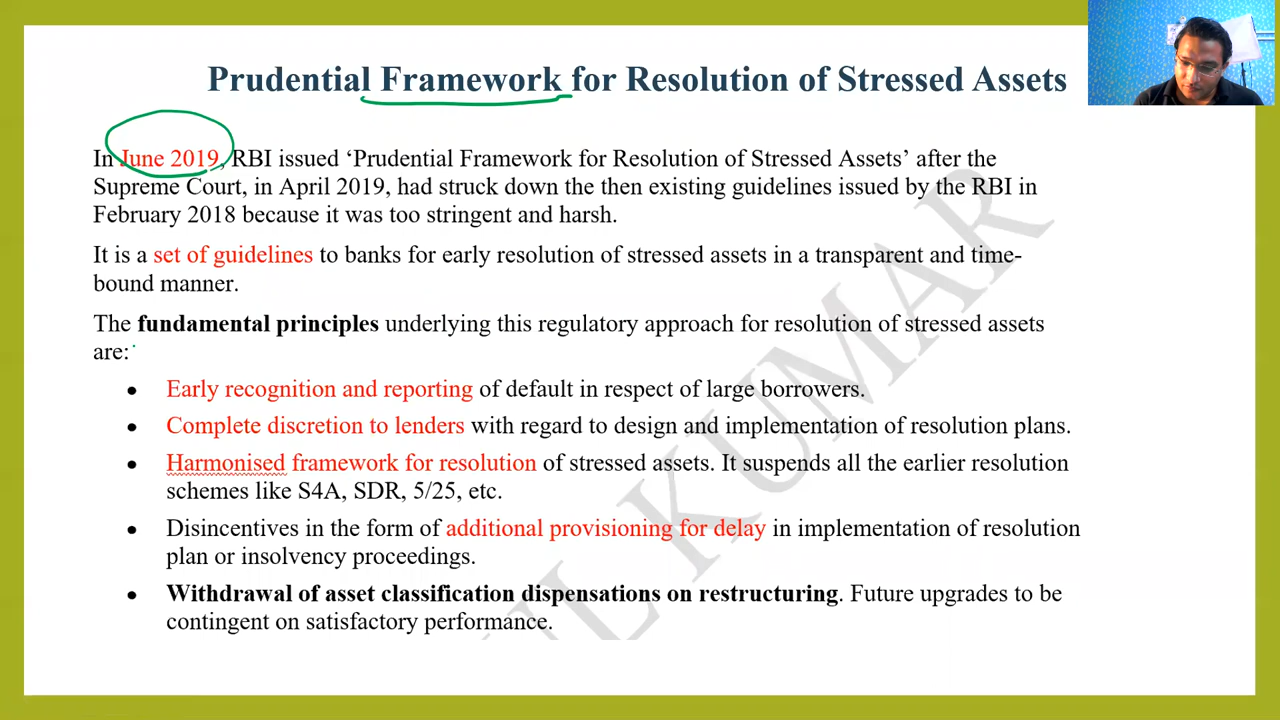 Prudential Framework for Resolution of Stressed Assets
In June 2019, RBI issued ‘Prudential Framework for Resolution of Stressed Assets’ after the
Supreme Court, in April 2019, had struck down the then existing guidelines issued by the RBI in
February 2018 because it was too stringent and harsh.
It is a set of guidelines to banks for early resolution of stressed assets in a transparent and time-
bound manner.
The fundamental principles underlying this regulatory approach for resolution of stressed assets
are:
• Early recognition and reporting of default in respect of large borrowers.
• Complete discretion to lenders with regard to design and implementation of resolution plans.
• Harmonised framework for resolution of stressed assets. It suspends all the earlier resolution
schemes like S4A, SDR, 5/25, etc.
• Disincentives in the form of additional provisioning for delay in implementation of resolution
plan or insolvency proceedings.
• Withdrawal of asset classification dispensations on restructuring. Future upgrades to be
contingent on satisfactory performance.
KUMAR